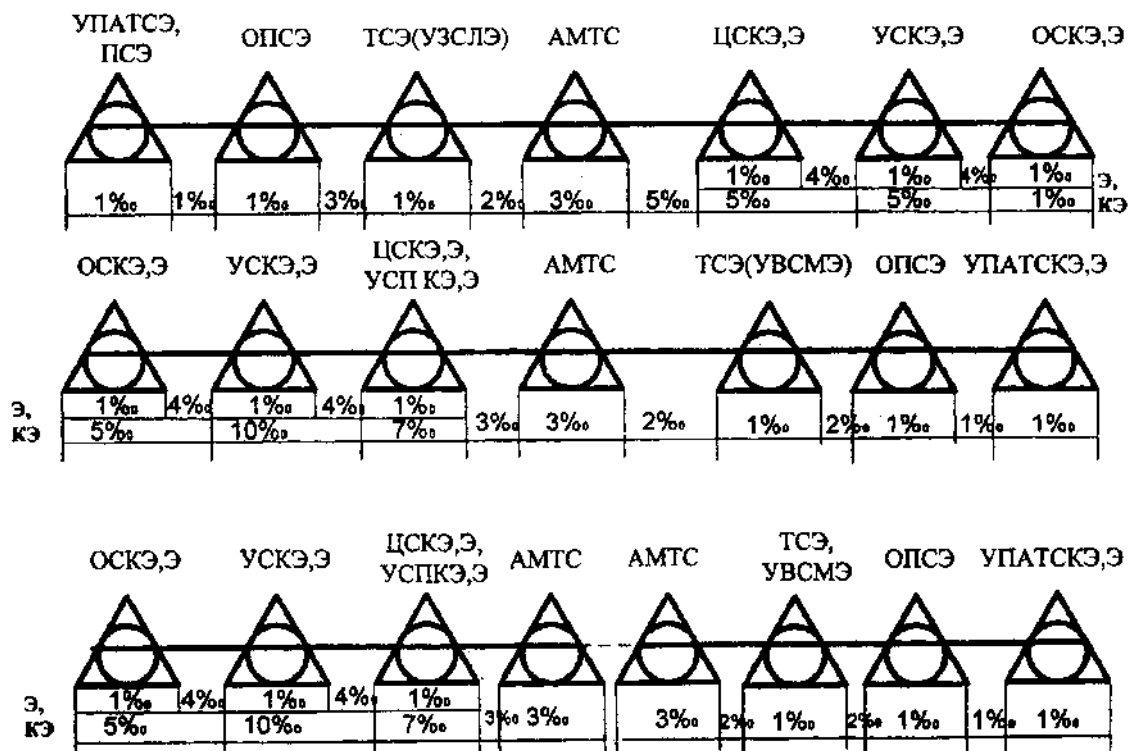 УПАТСЭ, ОПСЭ ТСЭ(УЗСЛЭ) АМТС ЦСКЭ,Э УСКЭ,Э ОСКЭ,Э
ПСЭ
1‰ 4‰ 1‰ 4‰ 1‰ Э,
1‰ 1‰ 1‰ 3‰ 1‰ 2‰ 3‰ 5‰ 5‰ 5‰ 1‰ КЭ
ЦСКЭ,Э,
ОСКЭ,Э УСКЭ,Э УСП КЭ,Э АМТС ТСЭ(УВСМЭ) ОПСЭ УПАТСКЭ,Э
Э, 1‰ 4‰ 1‰ 4‰ 1‰
КЭ 5‰ 10‰ 7‰ 3‰ 3‰ 2‰ 1‰ 2‰ 1‰ 1‰ 1‰
ЦСКЭ,Э, ТСЭ,
ОСКЭ,Э УСКЭ,Э УСПКЭ,Э АМТС АМТС УВСМЭ ОПСЭ УПАТСКЭ,Э
Э, 1‰ 4‰ 1‰ 4‰ 1‰
КЭ 5‰ 10‰ 7‰ 3‰ 3‰ 3‰ 2‰ 1‰ 2‰ 1‰ 1‰ 1‰